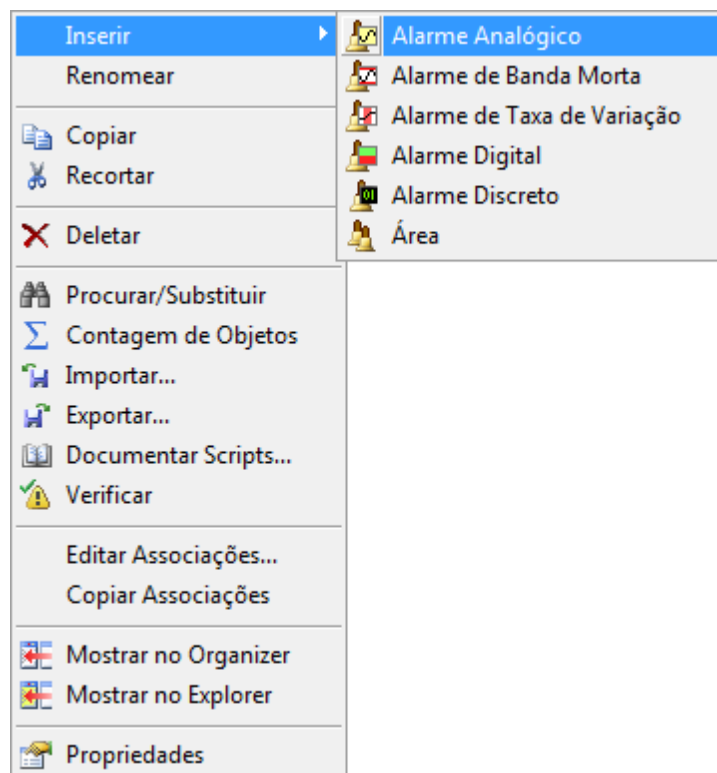 Inserir
Renomear
Copiar
Recortar
Deletar
Procurar/Substituir
Contagem de Objetos
Importar...
Exportar...
Documentar Scripts...
Verificar
Editar Associações...
Copiar Associações
Mostrar no Organizer
Mostrar no Explorer
Propriedades
Alarme Analógico
Alarme de Banda Morta
Alarme de Taxa de Variação
Alarme Digital
Alarme Discreto
Área